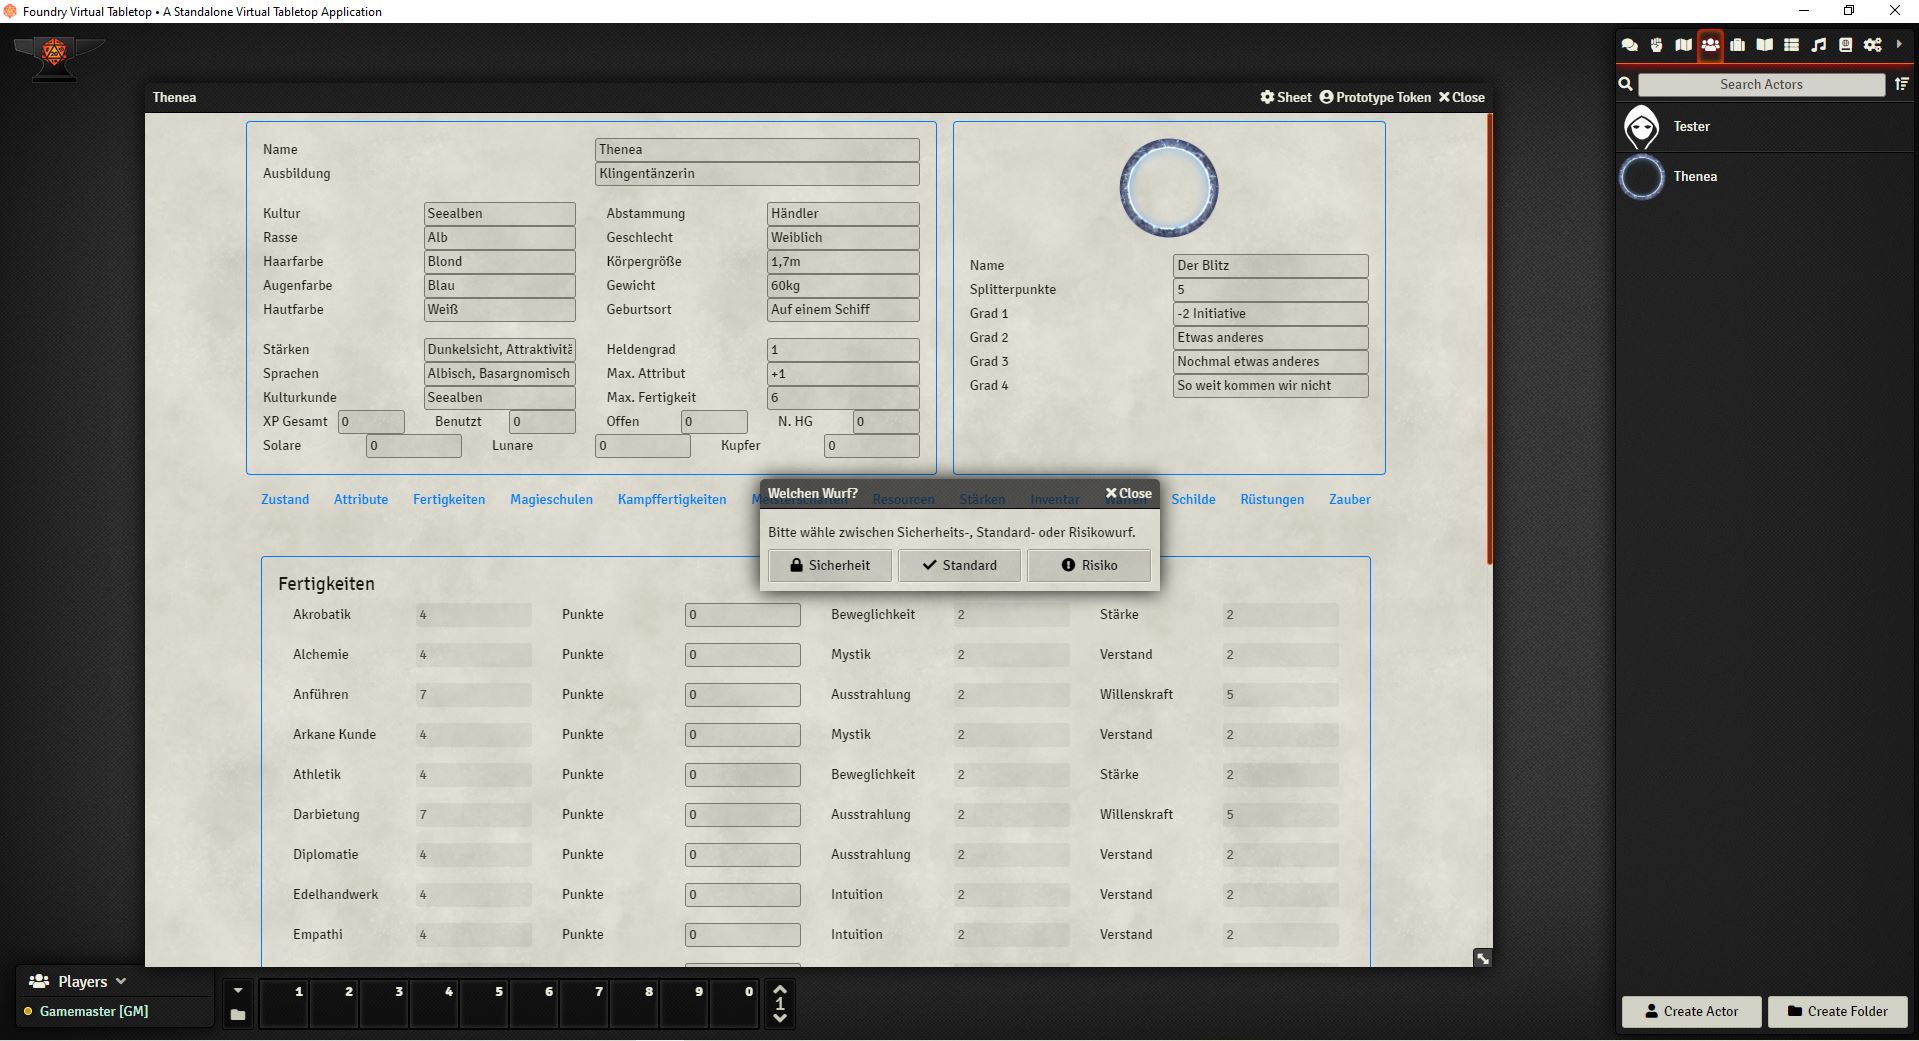 Foundry Virtual Tabletop • A Standalone Virtual Tabletop Application
Search Actors
Tester
Thenea
Create Actor Create Folder
Thenea Sheet Prototype Token Close
Name Thenea
Ausbildung Klingentänzerin
Kultur Seealben Abstammung Händler
Rasse Alb Geschlecht Weiblich
Haarfarbe Blond Körpergröße 1,7m
Augenfarbe Blau Gewicht 60kg
Hautfarbe Weiß Geburtsort Auf einem Schiff
Stärken Dunkelsicht, Attraktivitä Heldengrad 1
Sprachen Albisch, Basargnomisch Max. Attribut +1
Kulturkunde Seealben Max. Fertigkeit 6
XP Gesamt 0 Benutzt 0 Offen 0 N. HG 0
Solare 0 Lunare 0 Kupfer 0
Name Der Blitz
Splitterpunkte 5
Grad 1 -2 Initiative
Grad 2 Etwas anderes
Grad 3 Nochmal etwas anderes
Grad 4 So weit kommen wir nicht
Zustand Attribute Fertigkeiten Magieschulen Kampffertigkeiten Meisterschaften Resourcen Stärken Inventar Waffen Schilde Rüstungen Zauber
Welchen Wurf? Close
Bitte wähle zwischen Sicherheits-, Standard- oder Risikowurf.
Sicherheit Standard Risiko
Fertigkeiten
Akrobatik 4 Punkte 0 Beweglichkeit 2 Stärke 2
Alchemie 4 Punkte 0 Mystik 2 Verstand 2
Anführen 7 Punkte 0 Ausstrahlung 2 Willenskraft 5
Arkane Kunde 4 Punkte 0 Mystik 2 Verstand 2
Athletik 4 Punkte 0 Beweglichkeit 2 Stärke 2
Darbietung 7 Punkte 0 Ausstrahlung 2 Willenskraft 5
Diplomatie 4 Punkte 0 Ausstrahlung 2 Verstand 2
Edelhandwerk 4 Punkte 0 Intuition 2 Verstand 2
Empathi 4 Punkte 0 Intuition 2 Verstand 2
Players
Gamemaster [GM]
1 2 3 4 5 6 7 8 9 0 1